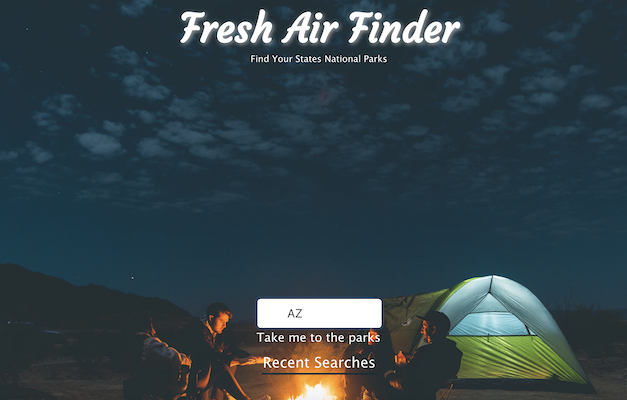 Fresh Air Finder
Find Your States National Parks
AZ
Take me to the parks
Recent Searches